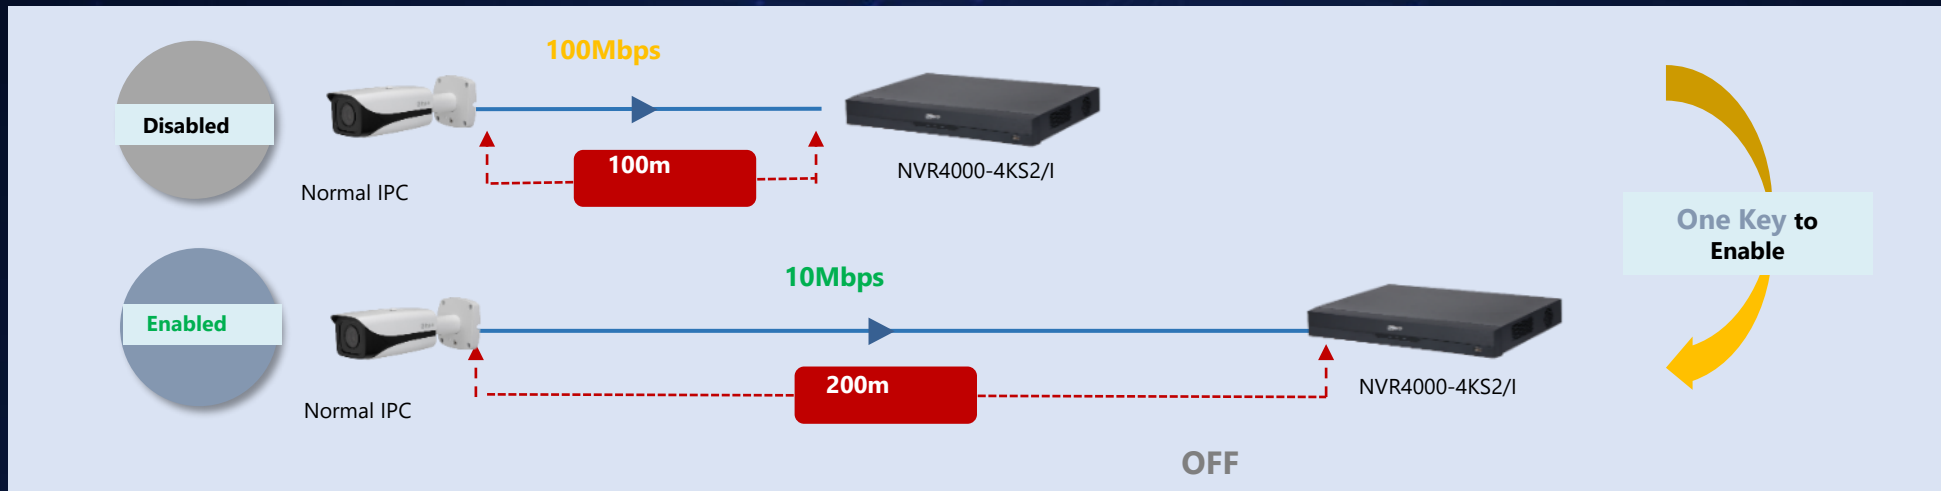 100Mbps
Disabled
100m
NVR4000-4KS2/I
Normal IPC
One Key to
Enable
10Mbps
Enabled
200m
NVR4000-4KS2/I
Normal IPC
OFF